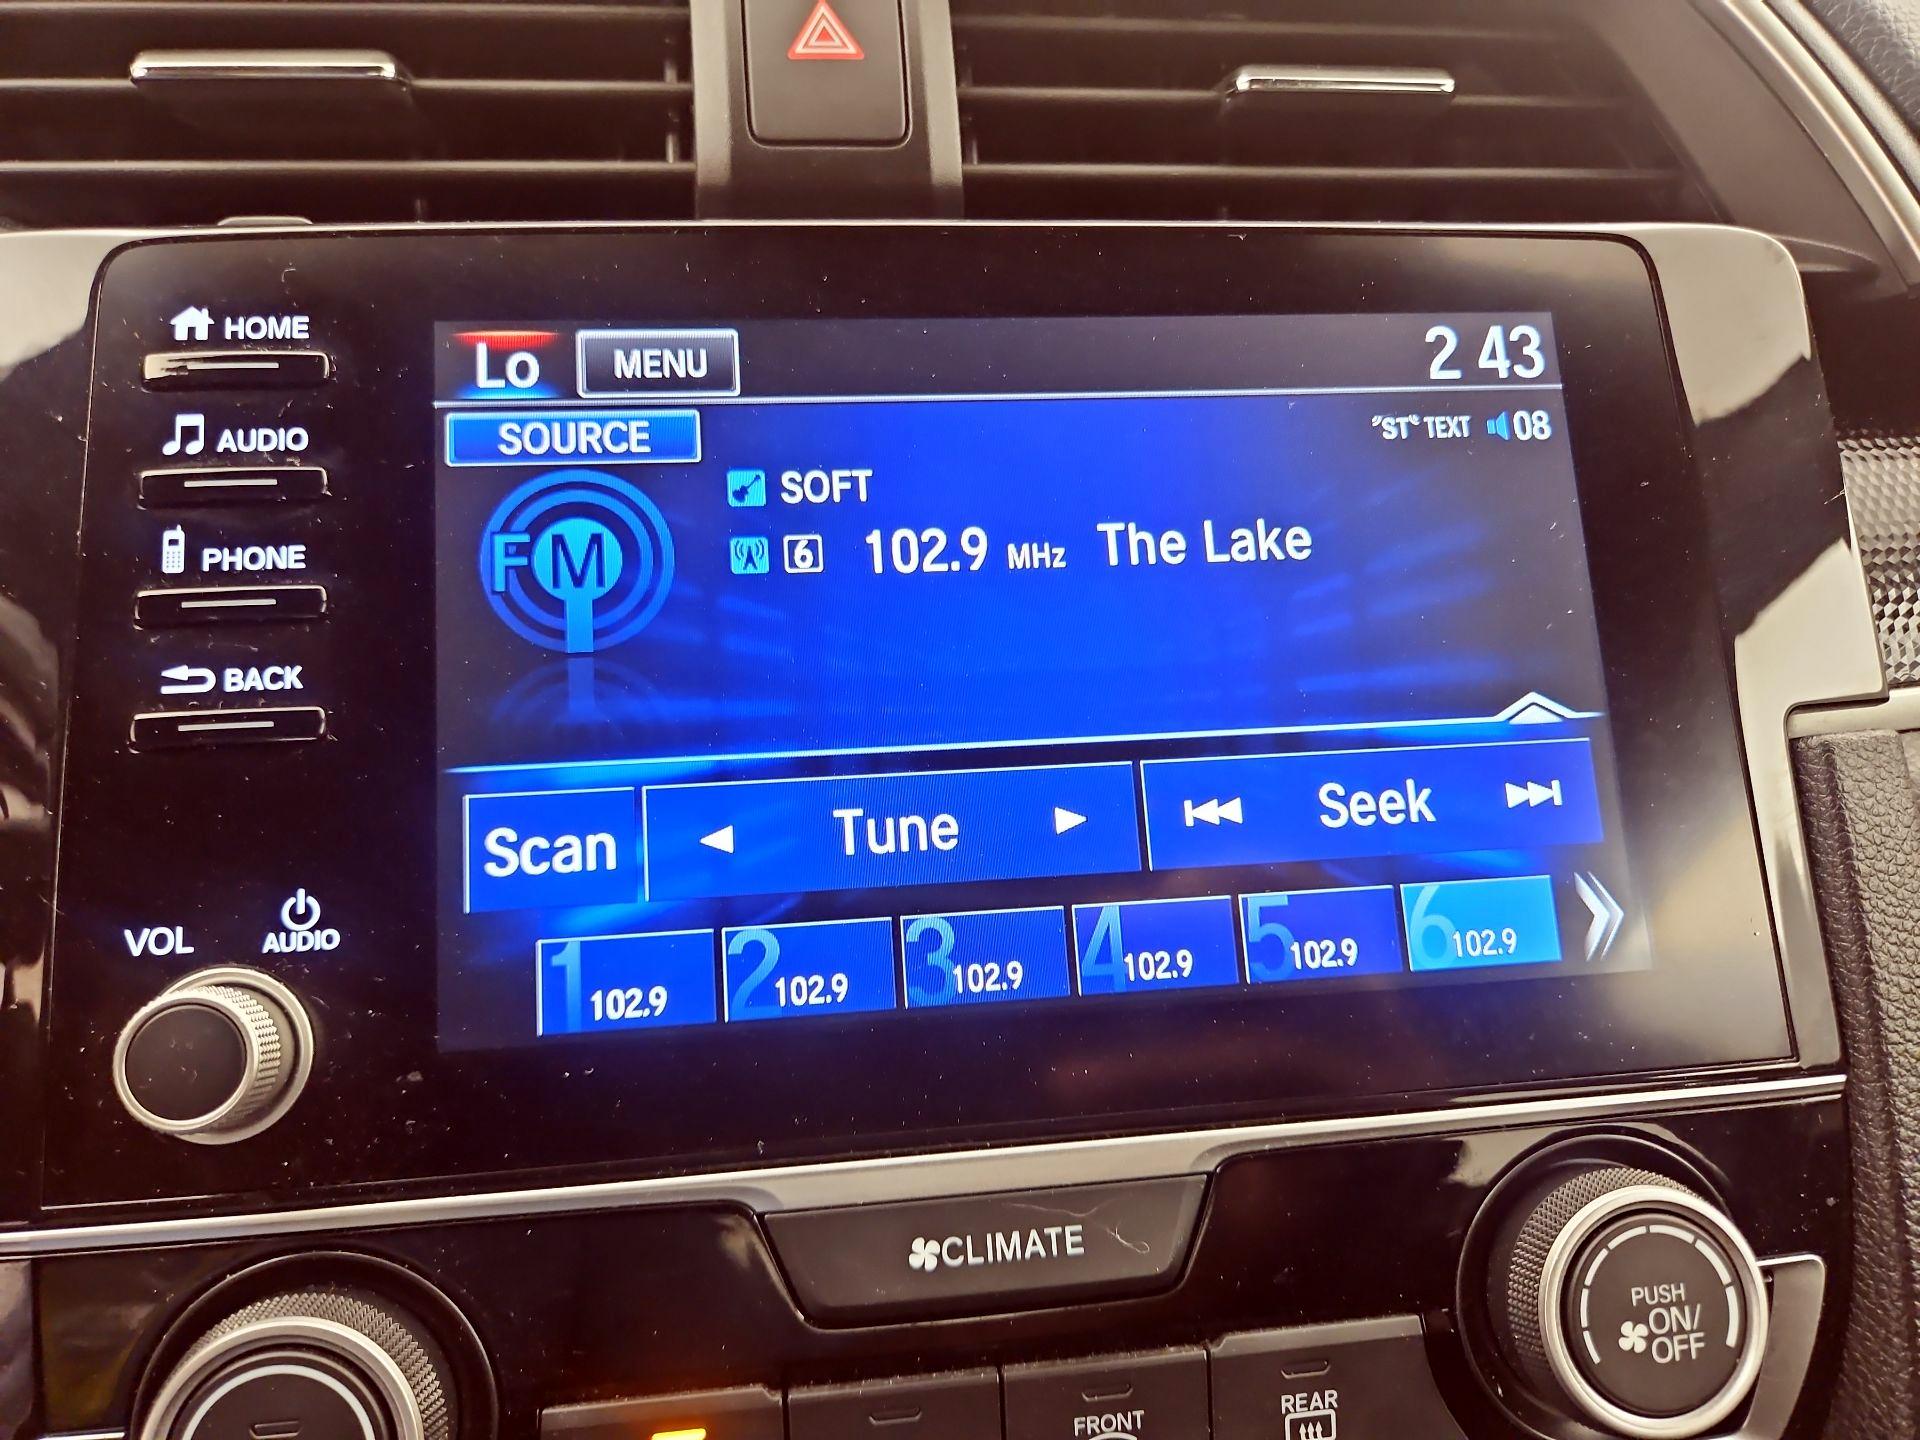 HOME
AUDIO
PHONE
BACK
VOL
AUDIO
Lo MENU 2 43
SOURCE "ST" TEXT 08
FM
SOFT
6 102.9 MHz The Lake
Scan Tune Seek
1 102.9 2 102.9 3 102.9 4 102.9 5 102.9 6 102.9
CLIMATE
PUSH
ON/
OFF
FRONT
REAR